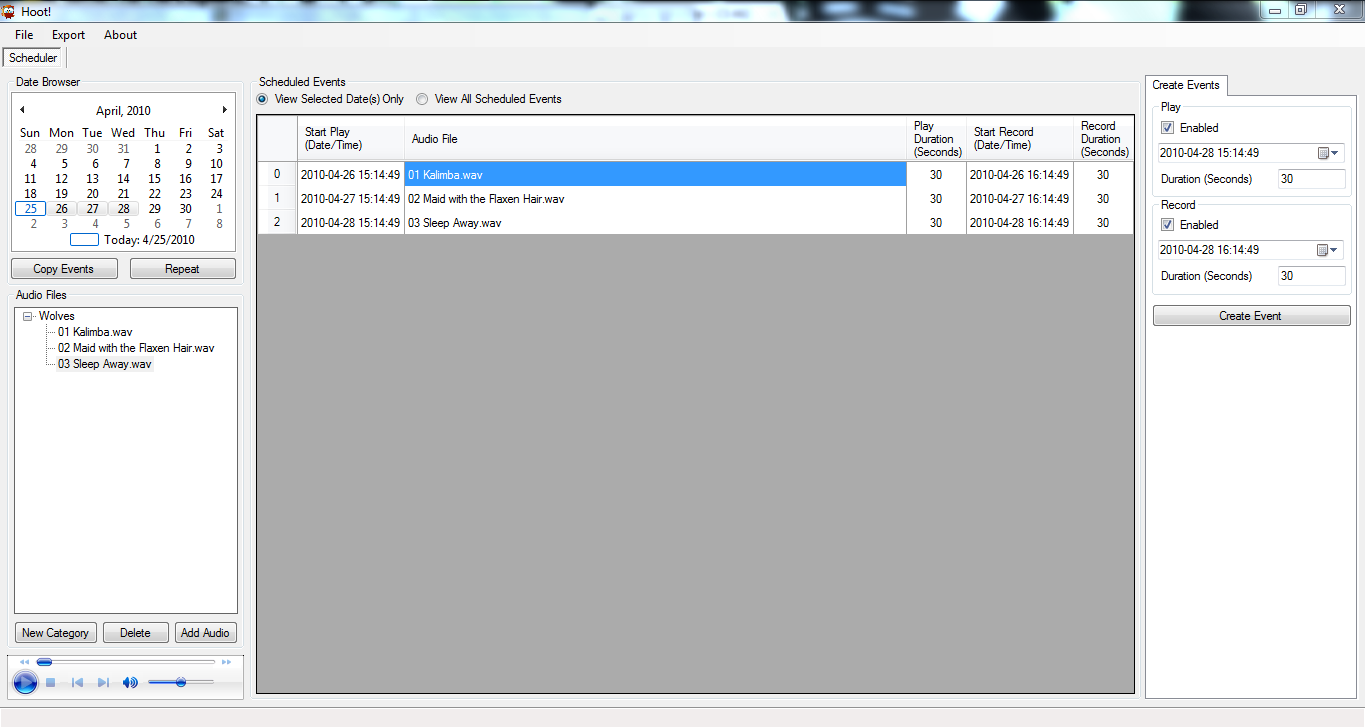 Hoot!
File Export About
Scheduler
Date Browser
April, 2010
Sun Mon Tue Wed Thu Fri Sat
28 29 30 31 1 2 3
4 5 6 7 8 9 10
11 12 13 14 15 16 17
18 19 20 21 22 23 24
25 26 27 28 29 30 1
2 3 4 5 6 7 8
Today: 4/25/2010
Copy Events Repeat
Audio Files
Wolves
01 Kalimba.wav
02 Maid with the Flaxen Hair.wav
03 Sleep Away.wav
New Category Delete Add Audio
Scheduled Events
View Selected Date(s) Only View All Scheduled Events
Start Play (Date/Time) Audio File Play Duration (Seconds) Start Record (Date/Time) Record Duration (Seconds)
0 2010-04-26 15:14:49 01 Kalimba.wav 30 2010-04-26 16:14:49 30
1 2010-04-27 15:14:49 02 Maid with the Flaxen Hair.wav 30 2010-04-27 16:14:49 30
2 2010-04-28 15:14:49 03 Sleep Away.wav 30 2010-04-28 16:14:49 30
Create Events
Play
Enabled
2010-04-28 15:14:49
Duration (Seconds) 30
Record
Enabled
2010-04-28 16:14:49
Duration (Seconds) 30
Create Event